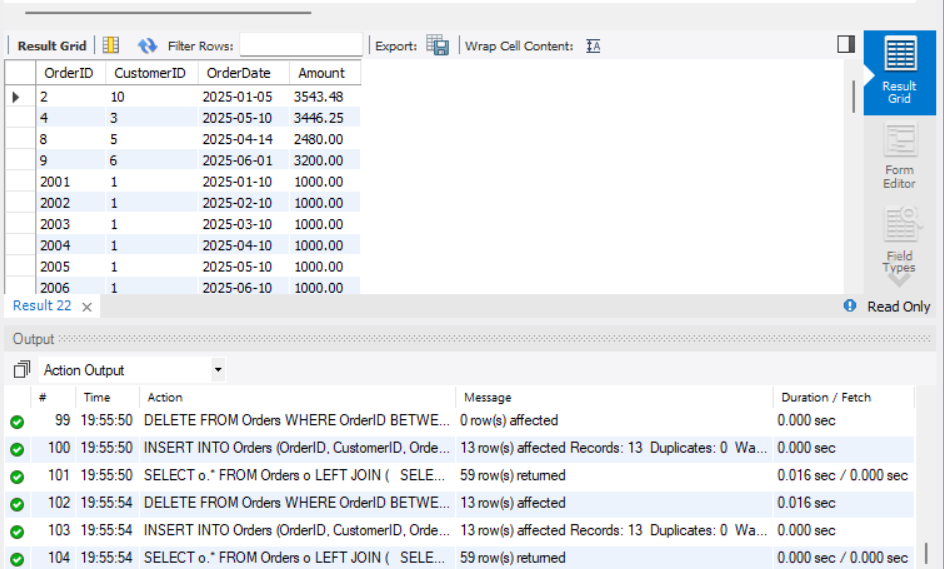 Result Grid Filter Rows: Export: Wrap Cell Content: IA
OrderID CustomerID OrderDate Amount
2 10 2025-01-05 3543.48
4 3 2025-05-10 3446.25
8 5 2025-04-14 2480.00
9 6 2025-06-01 3200.00
2001 1 2025-01-10 1000.00
2002 1 2025-02-10 1000.00
2003 1 2025-03-10 1000.00
2004 1 2025-04-10 1000.00
2005 1 2025-05-10 1000.00
2006 1 2025-06-10 1000.00
Result
Grid
Form
Editor
Field
Types
Result 22 × Read Only
Output
Action Output
# Time Action Message Duration / Fetch
99 19:55:50 DELETE FROM Orders WHERE OrderID BETWE... 0 row(s) affected 0.000 sec
100 19:55:50 INSERT INTO Orders (OrderID, CustomerID, Orde... 13 row(s) affected Records: 13 Duplicates: 0 Wa... 0.000 sec
101 19:55:50 SELECT o.* FROM Orders o LEFT JOIN ( SELE... 59 row(s) returned 0.016 sec / 0.000 sec
102 19:55:54 DELETE FROM Orders WHERE OrderID BETWE... 13 row(s) affected 0.016 sec
103 19:55:54 INSERT INTO Orders (OrderID, CustomerID, Orde... 13 row(s) affected Records: 13 Duplicates: 0 Wa... 0.000 sec
104 19:55:54 SELECT o.* FROM Orders o LEFT JOIN ( SELE... 59 row(s) returned 0.000 sec / 0.000 sec